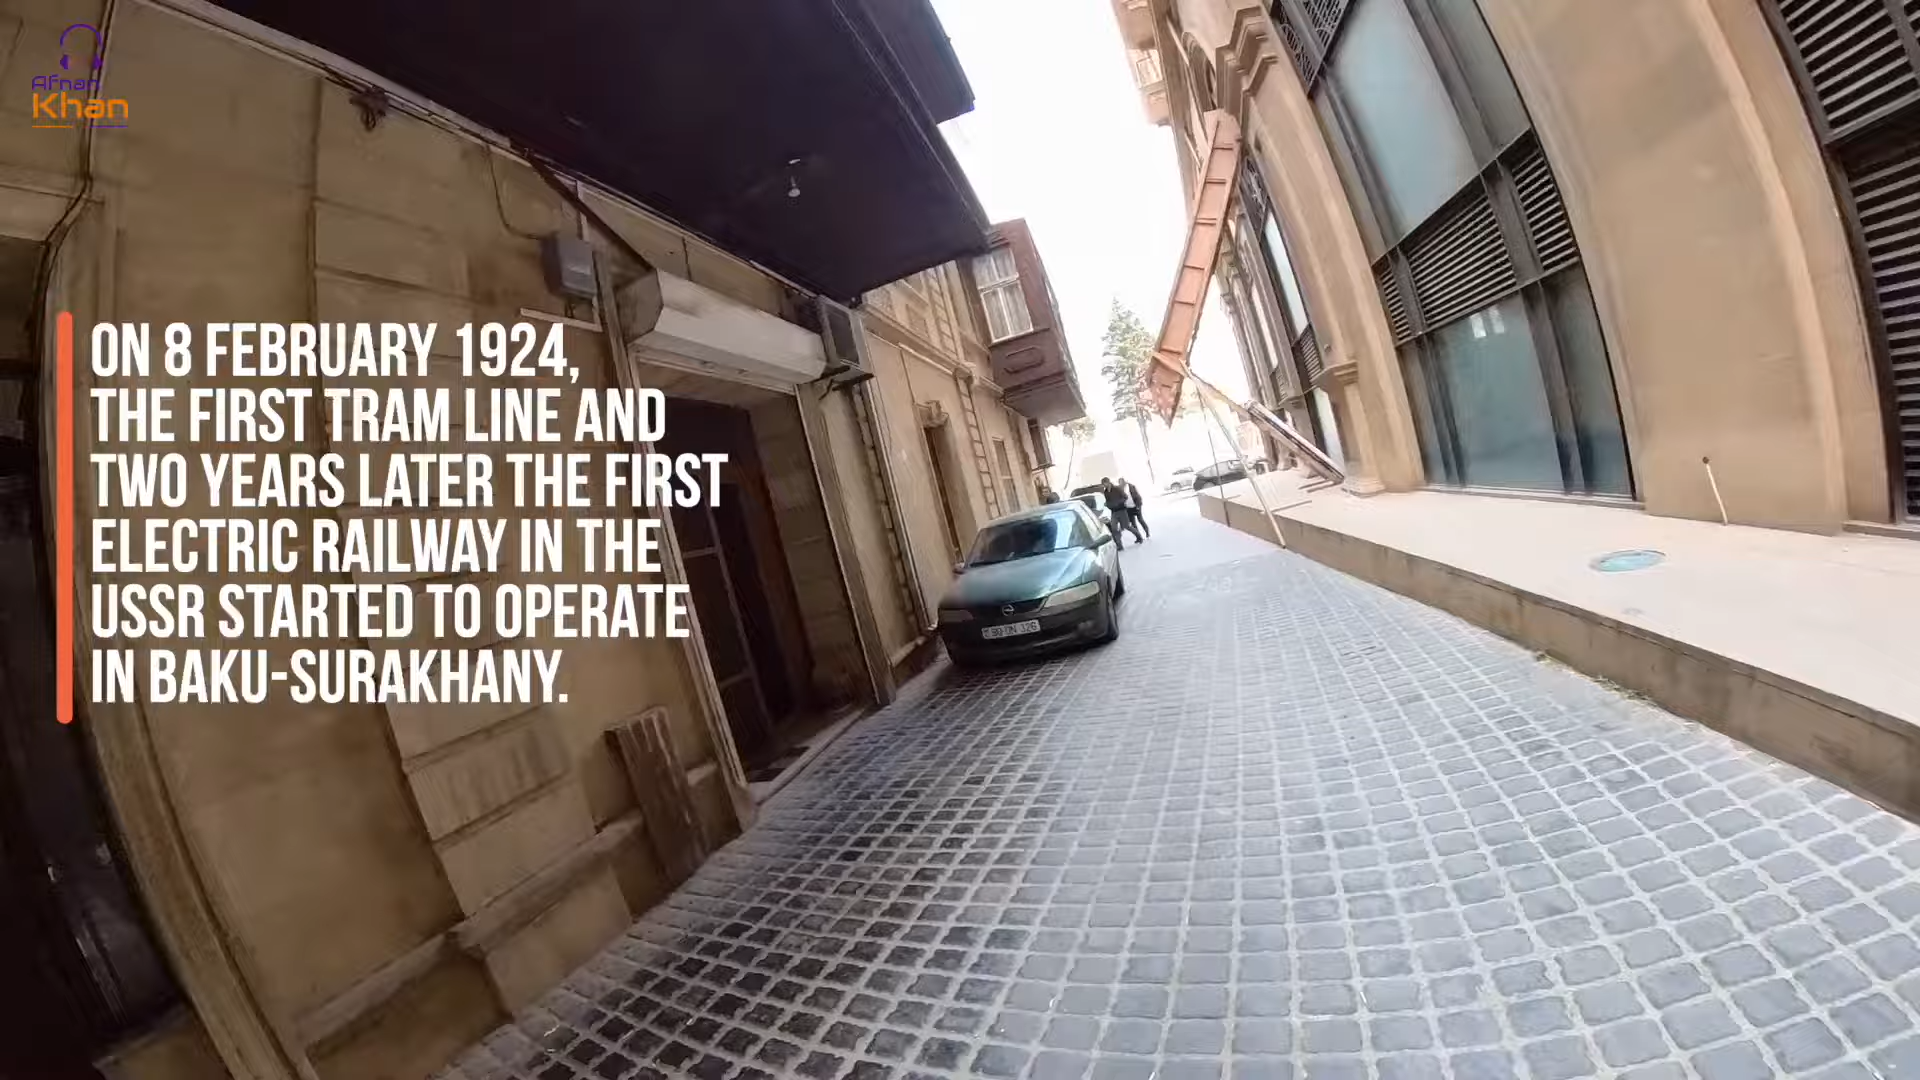 Afnan
Khan
ON 8 FEBRUARY 1924,
THE FIRST TRAM LINE AND
TWO YEARS LATER THE FIRST
ELECTRIC RAILWAY IN THE
USSR STARTED TO OPERATE
IN BAKU-SURAKHANY.